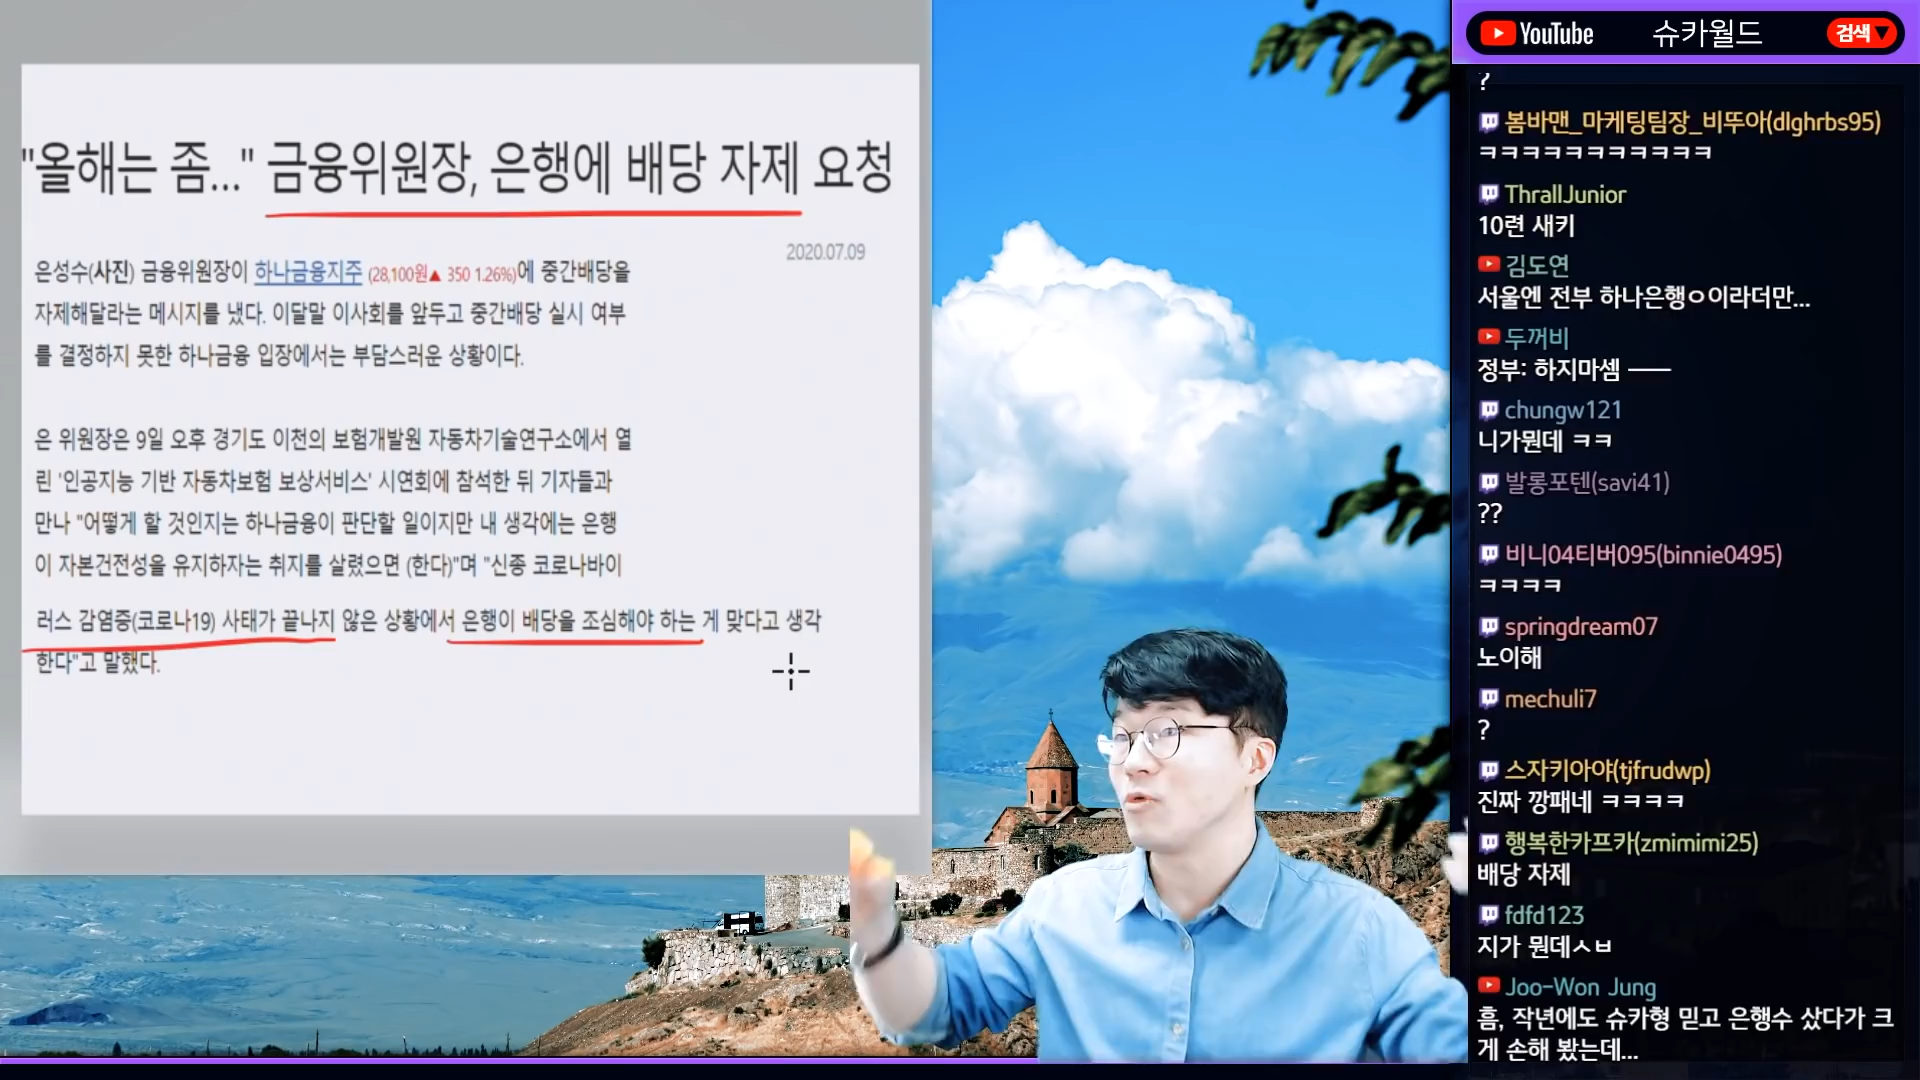 "올해는 좀..." 금융위원장, 은행에 배당 자제 요청
2020.07.09
은성수(사진) 금융위원장이 하나금융지주 (28,100원▲ 350 1.26%)에 중간배당을
자제해달라는 메시지를 냈다. 이달말 이사회를 앞두고 중간배당 실시 여부
를 결정하지 못한 하나금융 입장에서는 부담스러운 상황이다.
은 위원장은 9일 오후 경기도 이천의 보험개발원 자동차기술연구소에서 열
린 '인공지능 기반 자동차보험 보상서비스' 시연회에 참석한 뒤 기자들과
만나 "어떻게 할 것인지는 하나금융이 판단할 일이지만 내 생각에는 은행
이 자본건전성을 유지하자는 취지를 살렸으면 (한다)"며 "신종 코로나바이
러스 감염증(코로나19) 사태가 끝나지 않은 상황에서 은행이 배당을 조심해야 하는 게 맞다고 생각
한다"고 말했다.
YouTube 슈카월드 검색▼
?
봄바맨_마케팅팀장_비뚜아(dlghrbs95)
ㅋㅋㅋㅋㅋㅋㅋㅋㅋㅋㅋ
ThrallJunior
10련 새키
김도연
서울엔 전부 하나은행ㅇ이라더만...
두꺼비
정부: 하지마셈 ㅡㅡ
chungw121
니가뭔데 ㅋㅋ
발롱포텐(savi41)
??
비니04티버095(binnie0495)
ㅋㅋㅋㅋ
springdream07
노이해
mechuli7
?
스자키아야(tjfrudwp)
진짜 깡패네 ㅋㅋㅋㅋ
행복한카프카(zmimimi25)
배당 자제
fdfd123
지가 뭔데ㅅㅂ
Joo-Won Jung
흠, 작년에도 슈카형 믿고 은행수 샀다가 크
게 손해 봤는데...